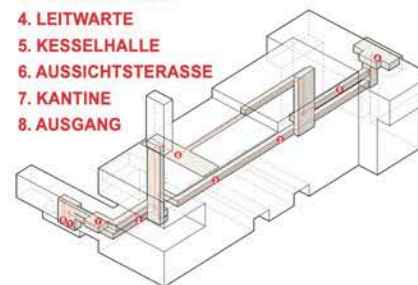 4. LEITWARTE
5. KESSELHALLE
6. AUSSICHTSTERASSE
7. KANTINE
8. AUSGANG